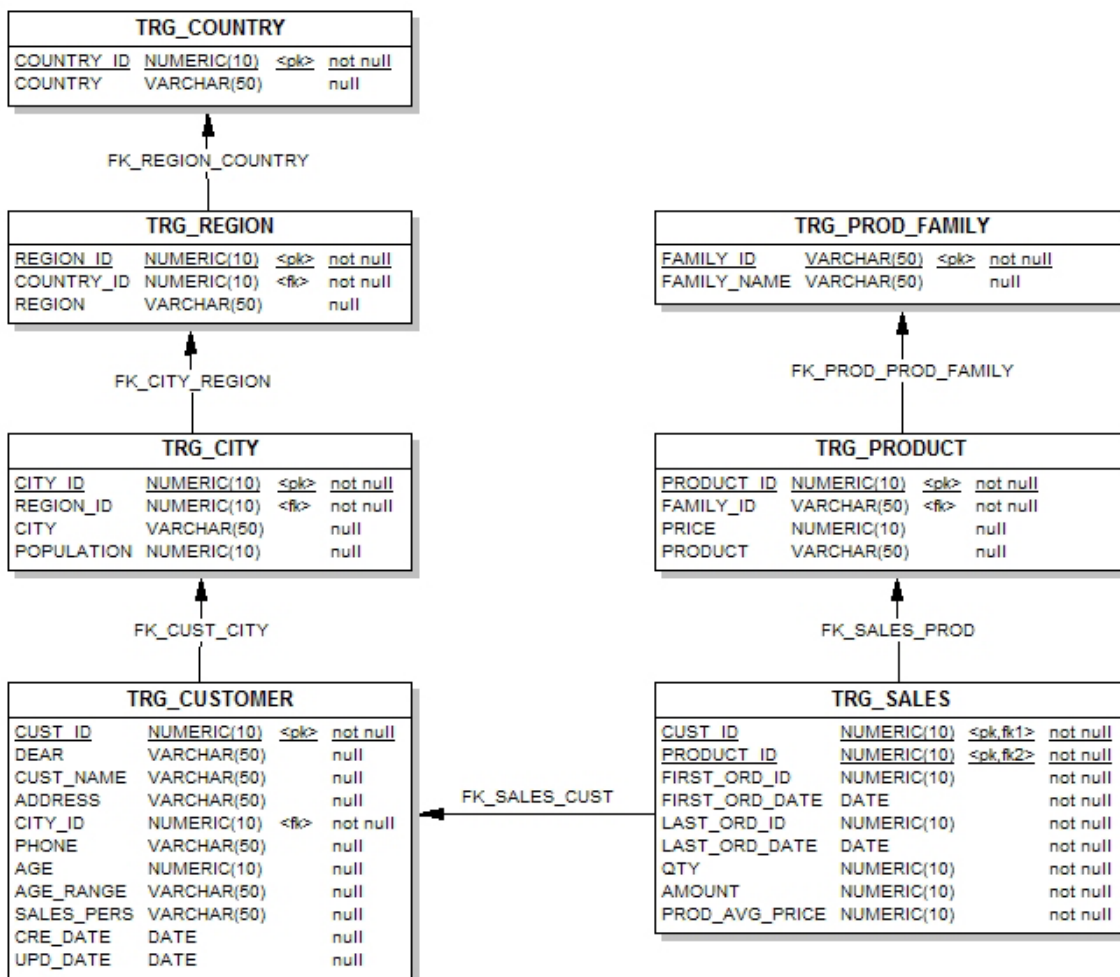 TRG_COUNTRY
COUNTRY_ID NUMERIC(10) <pk> not null
COUNTRY VARCHAR(50) null
FK_REGION_COUNTRY
TRG_REGION
REGION_ID NUMERIC(10) <pk> not null
COUNTRY_ID NUMERIC(10) <fk> not null
REGION VARCHAR(50) null
FK_CITY_REGION
TRG_CITY
CITY_ID NUMERIC(10) <pk> not null
REGION_ID NUMERIC(10) <fk> not null
CITY VARCHAR(50) null
POPULATION NUMERIC(10) null
FK_CUST_CITY
TRG_CUSTOMER
CUST_ID NUMERIC(10) <pk> not null
DEAR VARCHAR(50) null
CUST_NAME VARCHAR(50) null
ADDRESS VARCHAR(50) null
CITY_ID NUMERIC(10) <fk> not null
PHONE VARCHAR(50) null
AGE NUMERIC(10) null
AGE_RANGE VARCHAR(50) null
SALES_PERS VARCHAR(50) null
CRE_DATE DATE null
UPD_DATE DATE null
FK_SALES_CUST
TRG_PROD_FAMILY
FAMILY_ID VARCHAR(50) <pk> not null
FAMILY_NAME VARCHAR(50) null
FK_PROD_PROD_FAMILY
TRG_PRODUCT
PRODUCT_ID NUMERIC(10) <pk> not null
FAMILY_ID VARCHAR(50) <fk> not null
PRICE NUMERIC(10) null
PRODUCT VARCHAR(50) null
FK_SALES_PROD
TRG_SALES
CUST_ID NUMERIC(10) <pk,fk1> not null
PRODUCT_ID NUMERIC(10) <pk,fk2> not null
FIRST_ORD_ID NUMERIC(10) not null
FIRST_ORD_DATE DATE not null
LAST_ORD_ID NUMERIC(10) not null
LAST_ORD_DATE DATE not null
QTY NUMERIC(10) not null
AMOUNT NUMERIC(10) not null
PROD_AVG_PRICE NUMERIC(10) not null